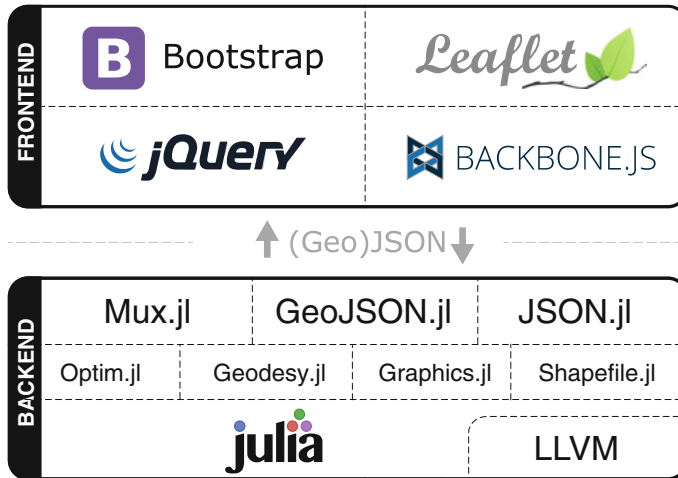 FRONTEND
B Bootstrap
Leaflet
jQuery
BACKBONE.JS
(Geo)JSON
BACKEND
Mux.jl
GeoJSON.jl
JSON.jl
Optim.jl
Geodesy.jl
Graphics.jl
Shapefile.jl
julia
LLVM